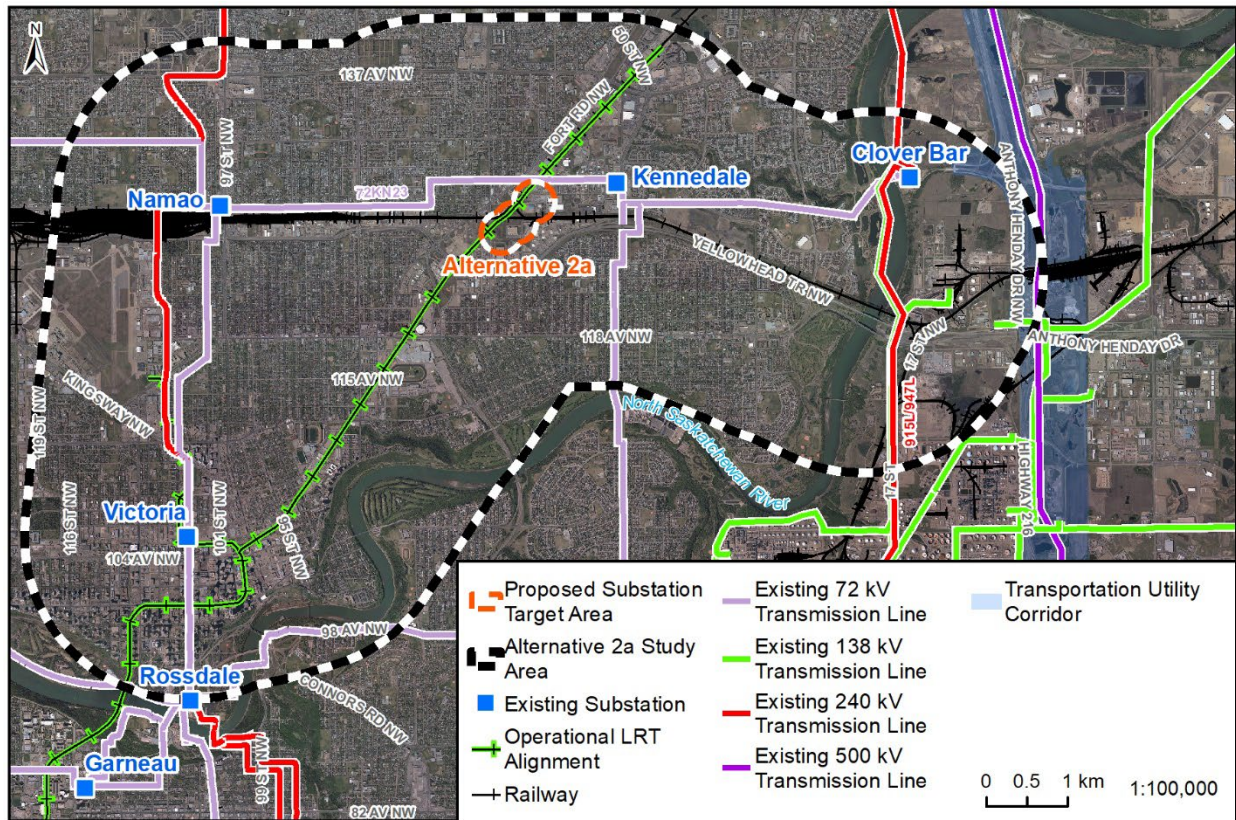 N
137 AV NW
50 ST NW
FORT RD NW
97 ST NW
Namao
72KN23
Kennedale
Clover Bar
ANTHONY HENDAY DR NW
Alternative 2a
YELLOWHEAD TR NW
118 AV NW
17 ST NW
ANTHONY HENDAY DR
KINGSWAY NW
115 AV NW
119 ST NW
North Saskatchewan
River
915L/947L
17 ST
HIGHWAY 216
116 ST NW
Victoria
101 ST NW
95 ST NW
104 AV NW
98 AV NW
Rossdale
CONNORS RD NW
Garneau
99 ST NW
82 AV NW
Proposed Substation
Target Area
Alternative 2a Study
Area
Existing Substation
Operational LRT
Alignment
Railway
Existing 72 kV
Transmission Line
Existing 138 kV
Transmission Line
Existing 240 kV
Transmission Line
Existing 500 kV
Transmission Line
Transportation Utility
Corridor
0 0.5 1 km
1:100,000